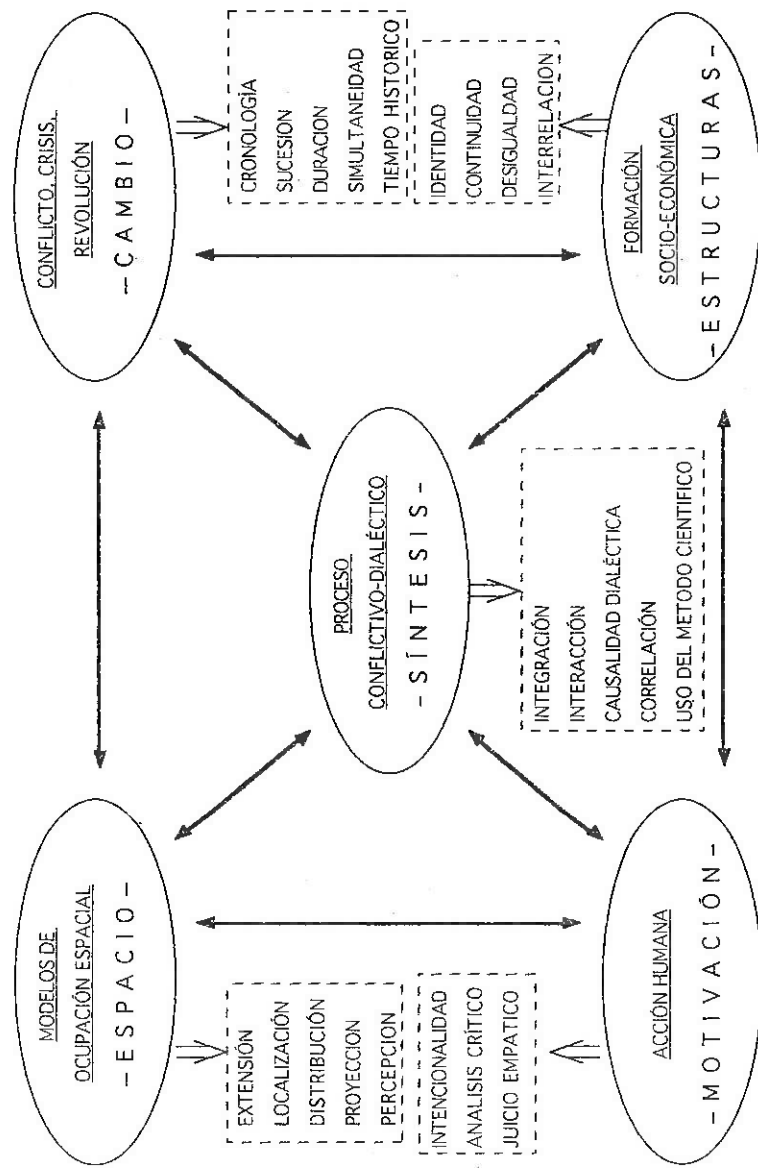 MODELOS DE
OCUPACIÓN ESPACIAL
– E S P A C I O –
EXTENSIÓN
LOCALIZACIÓN
DISTRIBUCIÓN
PROYECCION
PERCEPCION
CONFLICTO, CRISIS,
REVOLUCIÓN
– C A M B I O –
CRONOLOGÍA
SUCESION
DURACION
SIMULTANEIDAD
TIEMPO HISTORICO
PROCESO
CONFLICTIVO-DIALÉCTICO
– S Í N T E S I S –
INTEGRACIÓN
INTERACCIÓN
CAUSALIDAD DIALÉCTICA
CORRELACIÓN
USO DEL METODO CIENTIFICO
INTENCIONALIDAD
ANALISIS CRÍTICO
JUICIO EMPATICO
ACCIÓN HUMANA
– M O T I V A C I Ó N –
IDENTIDAD
CONTINUIDAD
DESIGUALDAD
INTERRELACION
FORMACIÓN
SOCIO-ECONÓMICA
– E S T R U C T U R A S –